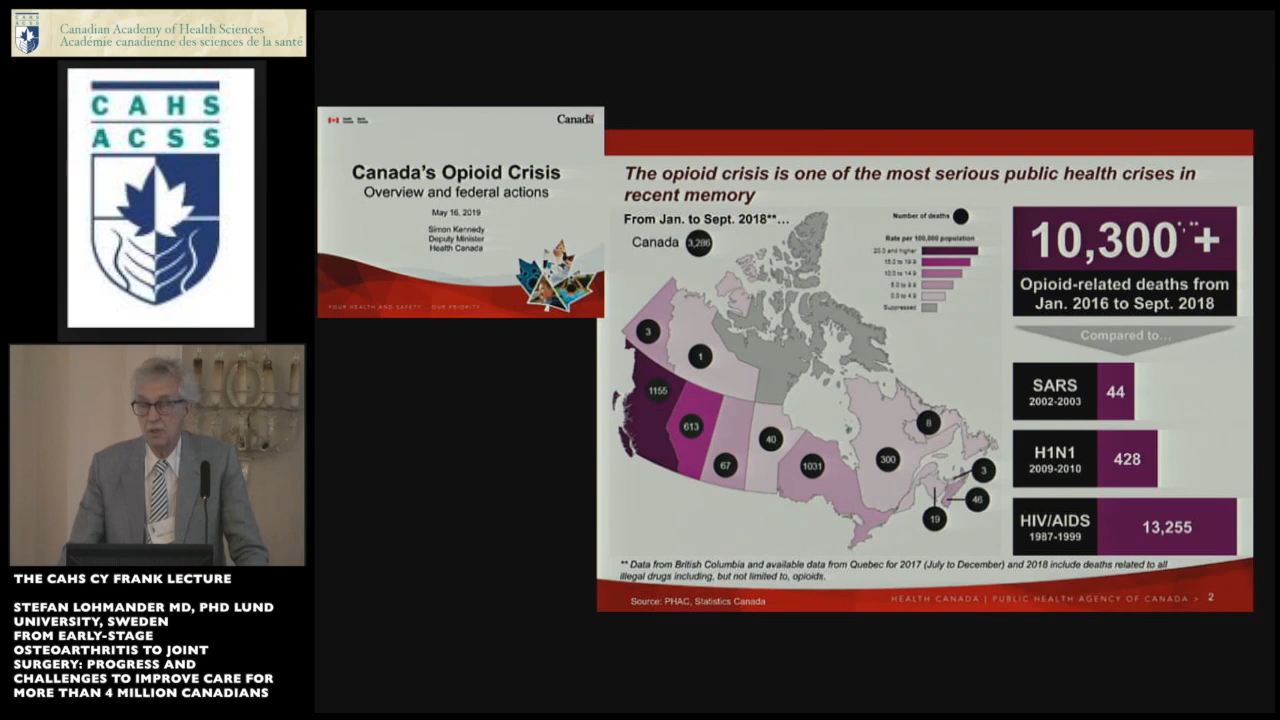 Canadian Academy of Health Sciences
Académie canadienne des sciences de la santé
CAHS
ACSS
THE CAHS CY FRANK LECTURE
STEFAN LOHMANDER MD, PHD LUND
UNIVERSITY, SWEDEN
FROM EARLY-STAGE
OSTEOARTHRITIS TO JOINT
SURGERY: PROGRESS AND
CHALLENGES TO IMPROVE CARE FOR
MORE THAN 4 MILLION CANADIANS
Canada
Canada's Opioid Crisis
Overview and federal actions
May 16, 2019
Simon Kennedy
Deputy Minister
Health Canada
YOUR HEALTH AND SAFETY... OUR PRIORITY.
The opioid crisis is one of the most serious public health crises in
recent memory
From Jan. to Sept. 2018**...
Canada 3,286
Number of deaths
Rate per 100,000 population
20.0 and higher
15.0 to 19.9
10.0 to 14.9
5.0 to 9.9
0.0 to 4.9
Suppressed
3
1
1155
613
67
40
1031
300
8
3
46
19
10,300*,**+
Opioid-related deaths from
Jan. 2016 to Sept. 2018
Compared to...
SARS
2002-2003
44
H1N1
2009-2010
428
HIV/AIDS
1987-1999
13,255
** Data from British Columbia and available data from Quebec for 2017 (July to December) and 2018 include deaths related to all
illegal drugs including, but not limited to, opioids.
Source: PHAC, Statistics Canada
HEALTH CANADA | PUBLIC HEALTH AGENCY OF CANADA > 2